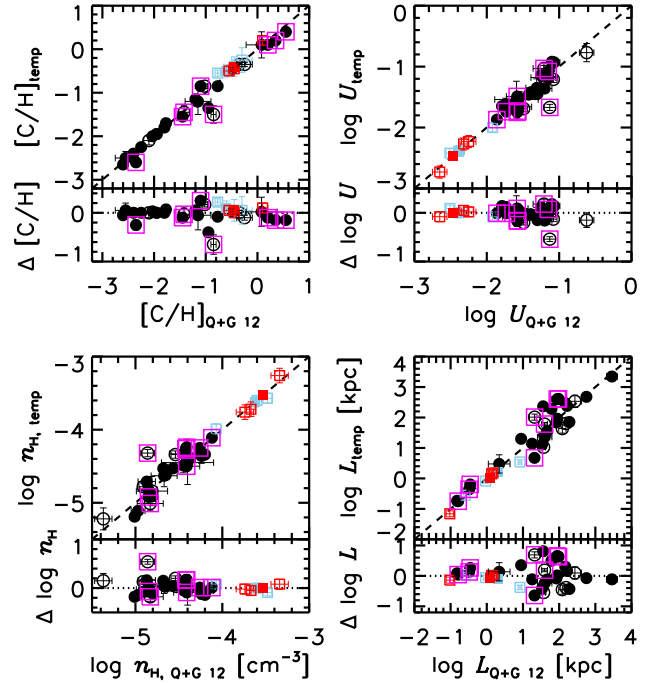 [C/H]temp
1
0
−1
−2
−3
Δ [C/H]
0
−1
−3 −2 −1 0 1
[C/H]Q+G 12
log Utemp
0
−1
−2
Δ log U
0
−1
−3 −2 −1 0
log UQ+G 12
log nH, temp
−3
−4
−5
Δ log nH
1
0
−5 −4 −3
log nH, Q+G 12 [cm−3]
log Ltemp [kpc]
4
3
2
1
0
−1
−2
Δ log L
1
0
−1
−2 −1 0 1 2 3 4
log LQ+G 12 [kpc]